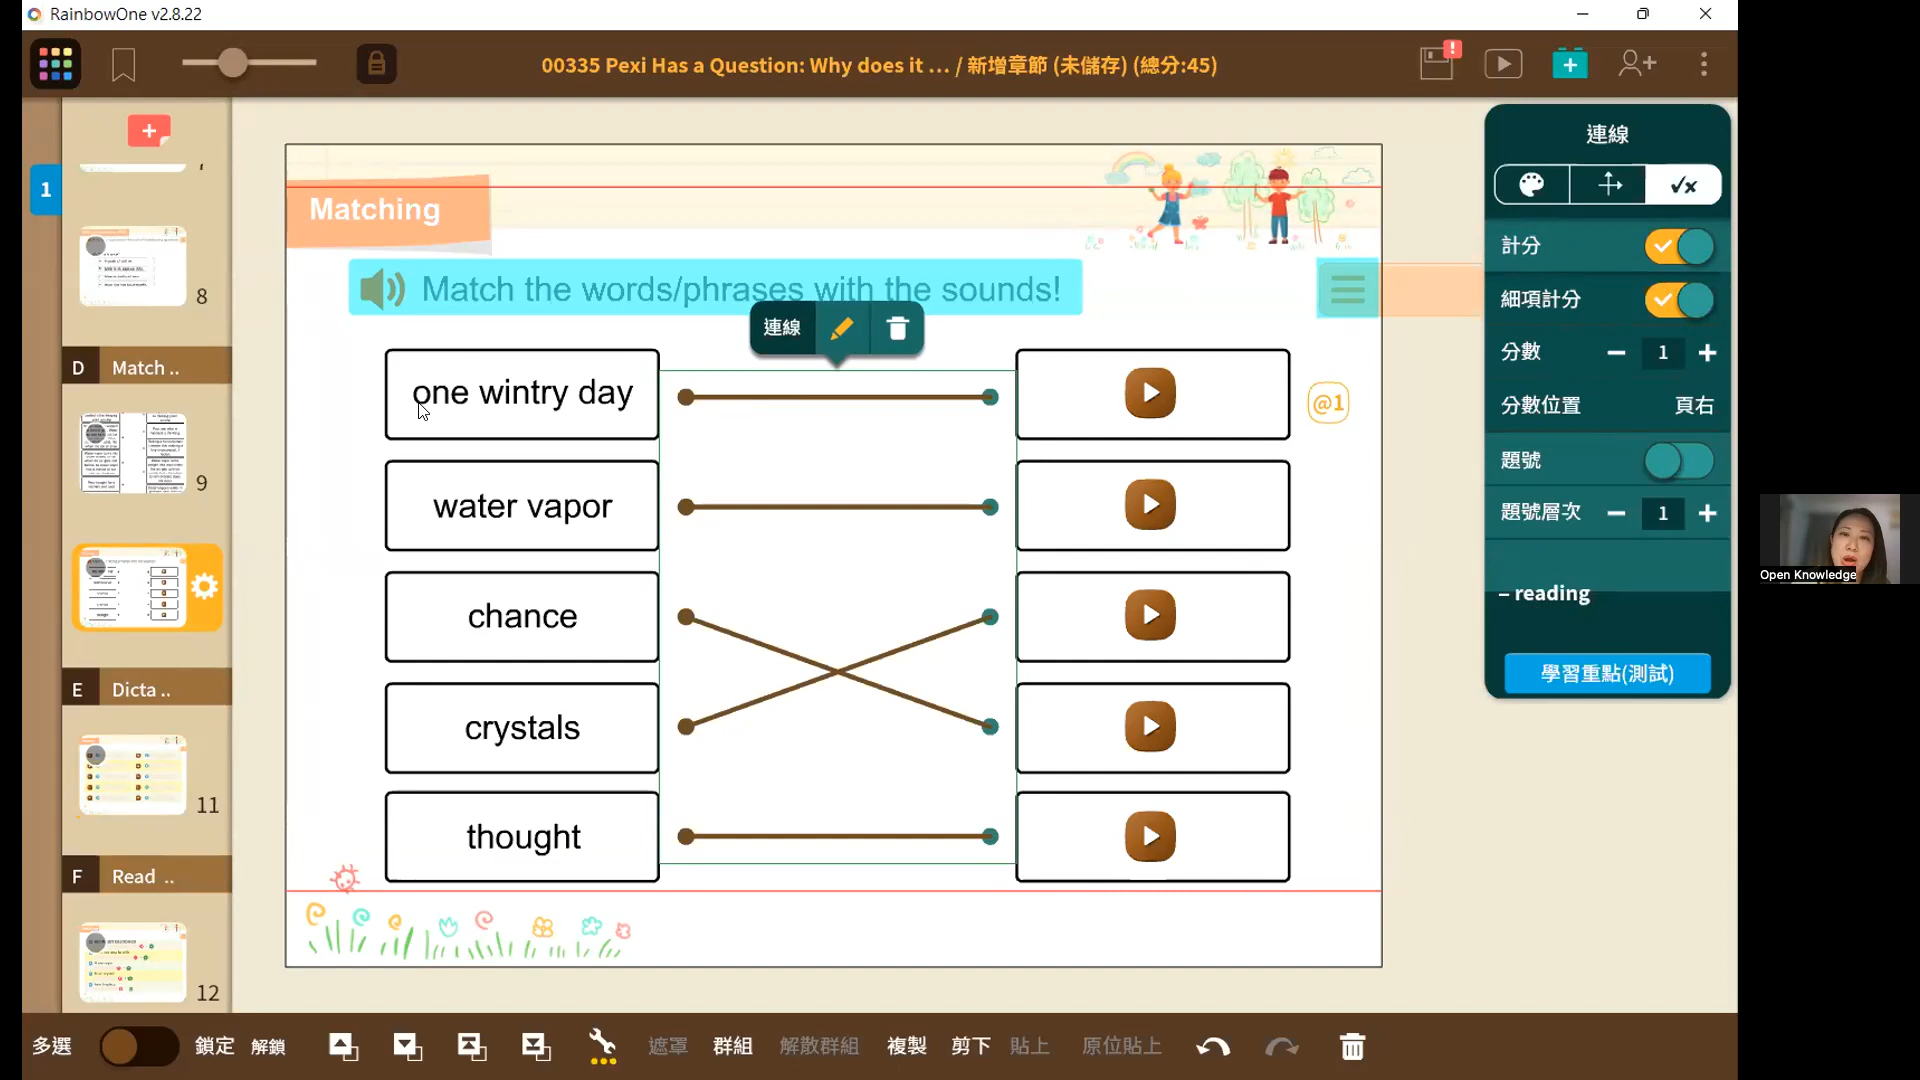 RainbowOne v2.8.22
00335 Pexi Has a Question: Why does it ... / 新增章節 (未儲存) (總分:45)
1
8
D Match ..
9
E Dicta ..
11
F Read ..
12
Matching
Match the words/phrases with the sounds!
連線
one wintry day
@1
water vapor
chance
crystals
thought
連線
計分
細項計分
分數 1
分數位置 頁右
題號
題號層次 1
– reading
學習重點(測試)
Open Knowledge
多選 鎖定 解鎖 遮罩 群組 解散群組 複製 剪下 貼上 原位貼上